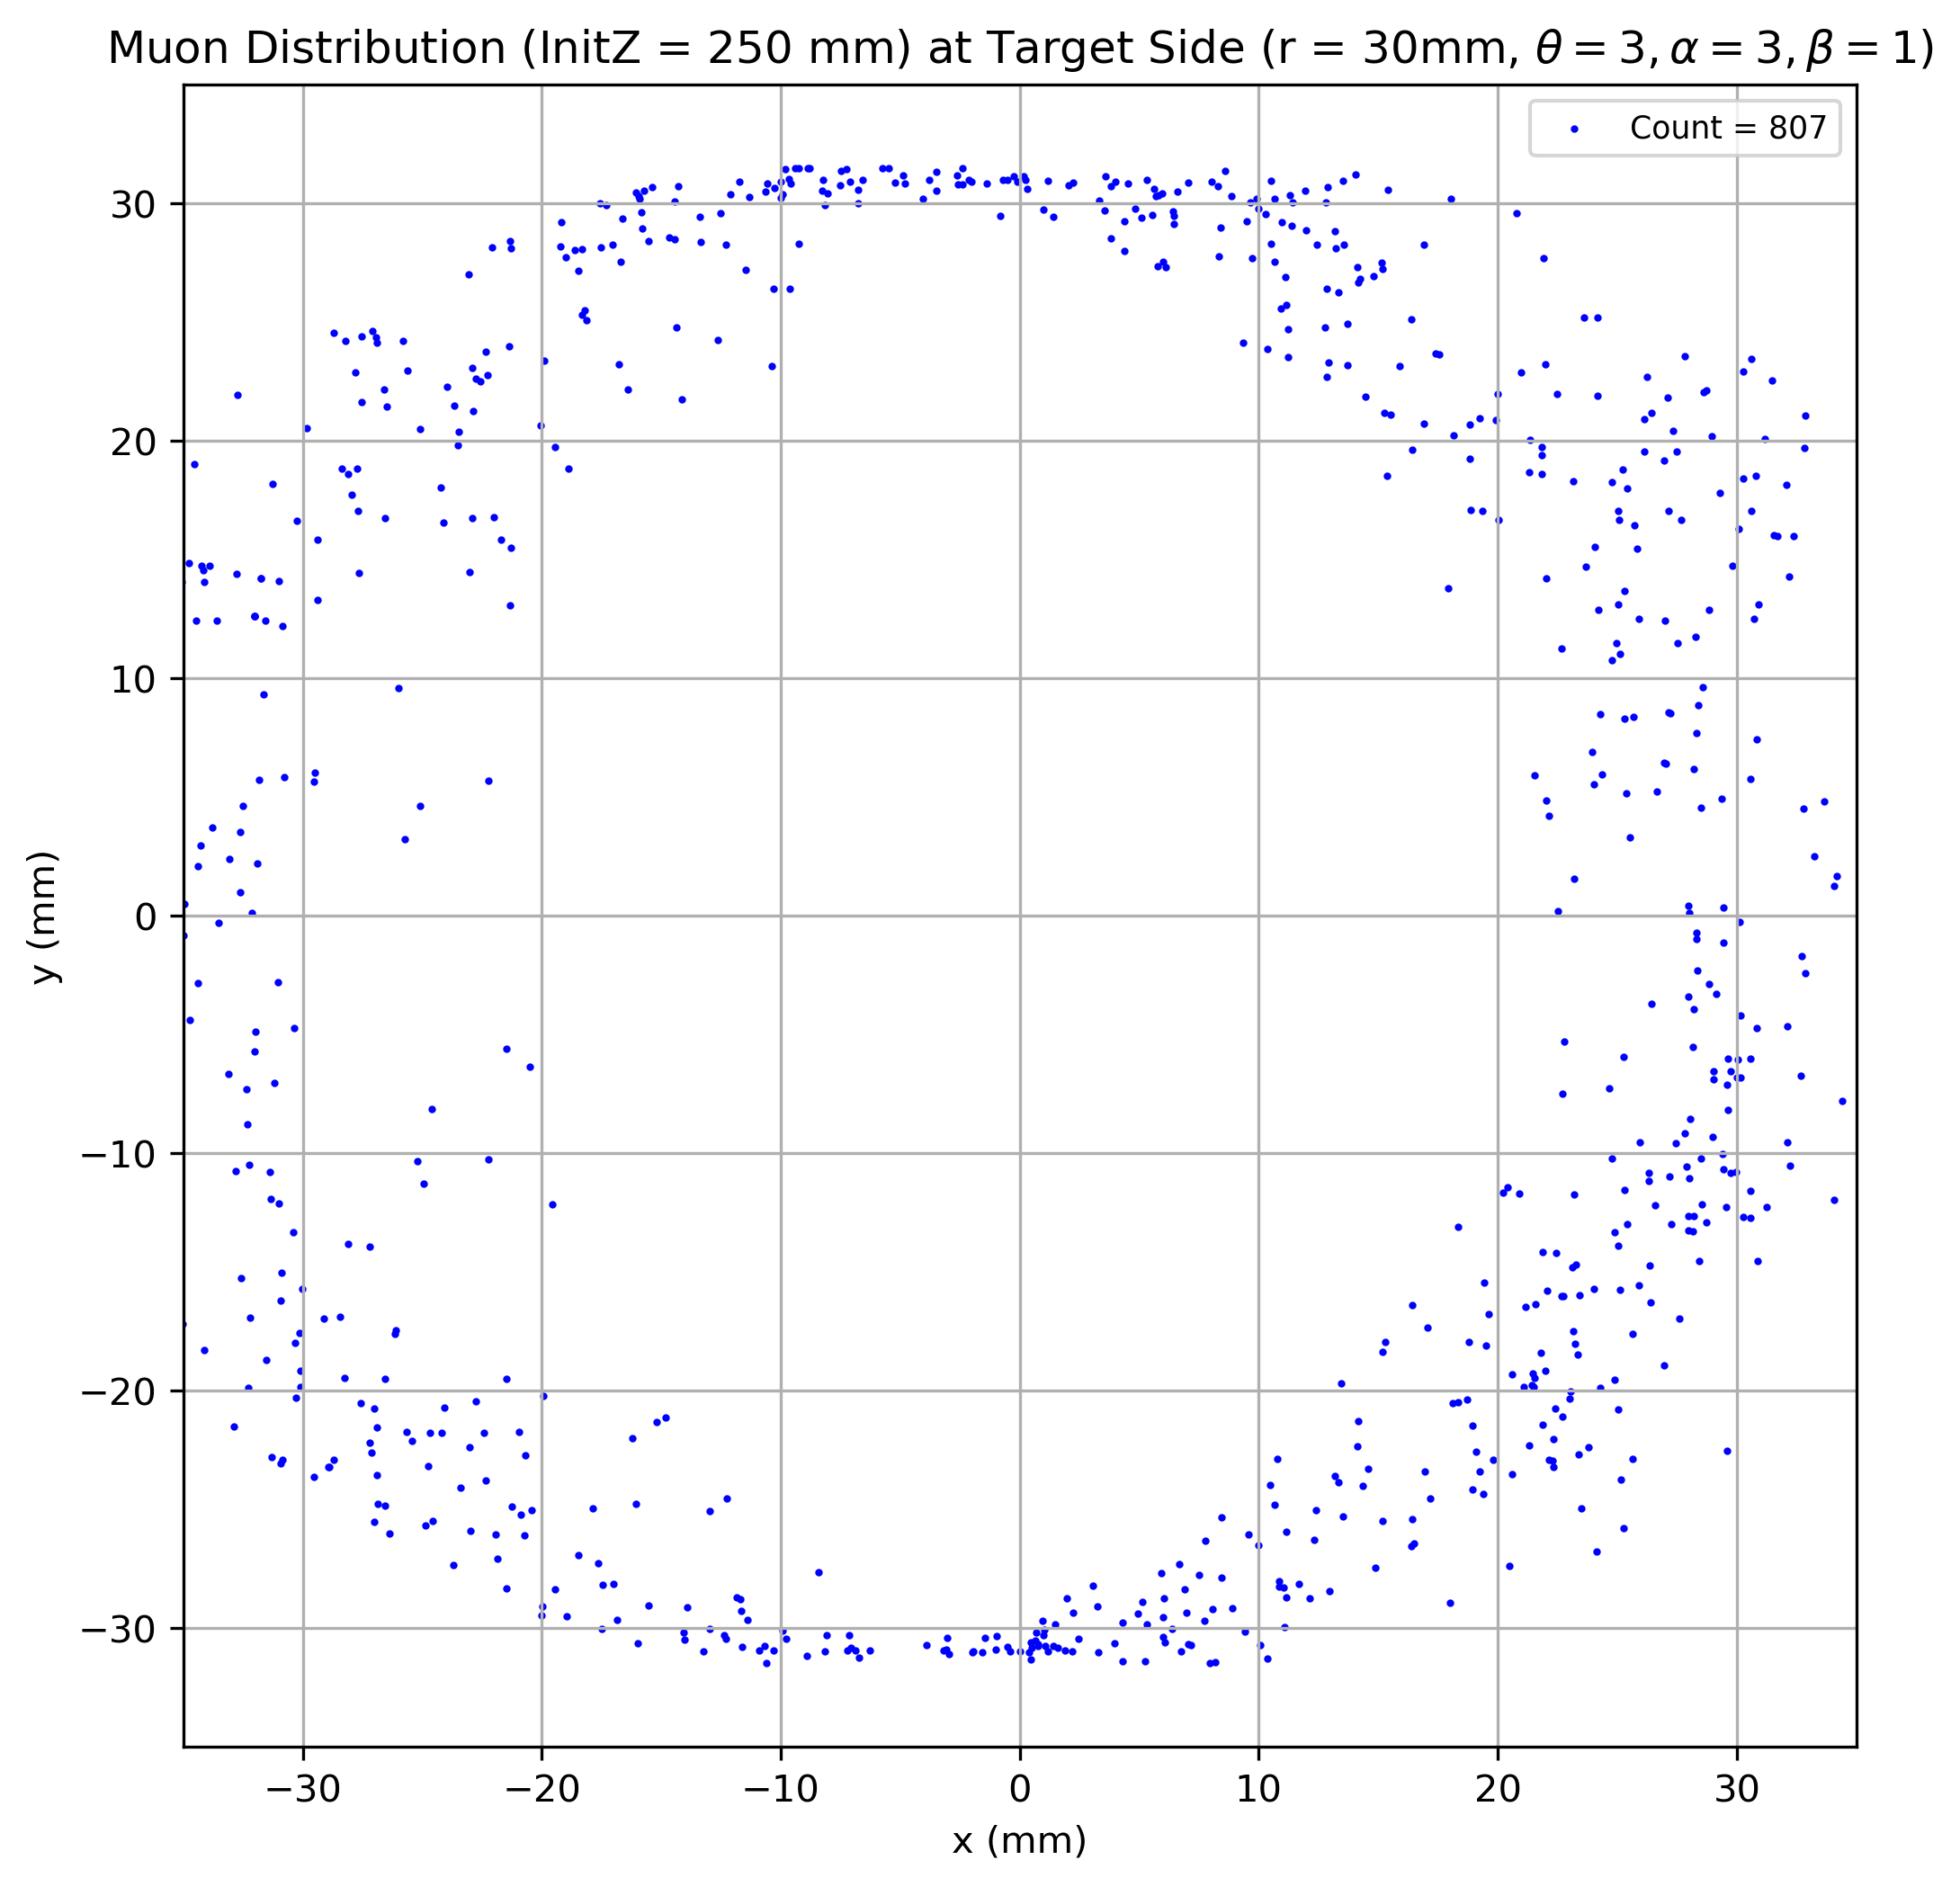 Muon Distribution (InitZ = 250 mm) at Target Side (r = 30mm, θ = 3, α = 3, β = 1)
Count = 807
30
20
10
0
−10
−20
−30
y (mm)
−30 −20 −10 0 10 20 30
x (mm)